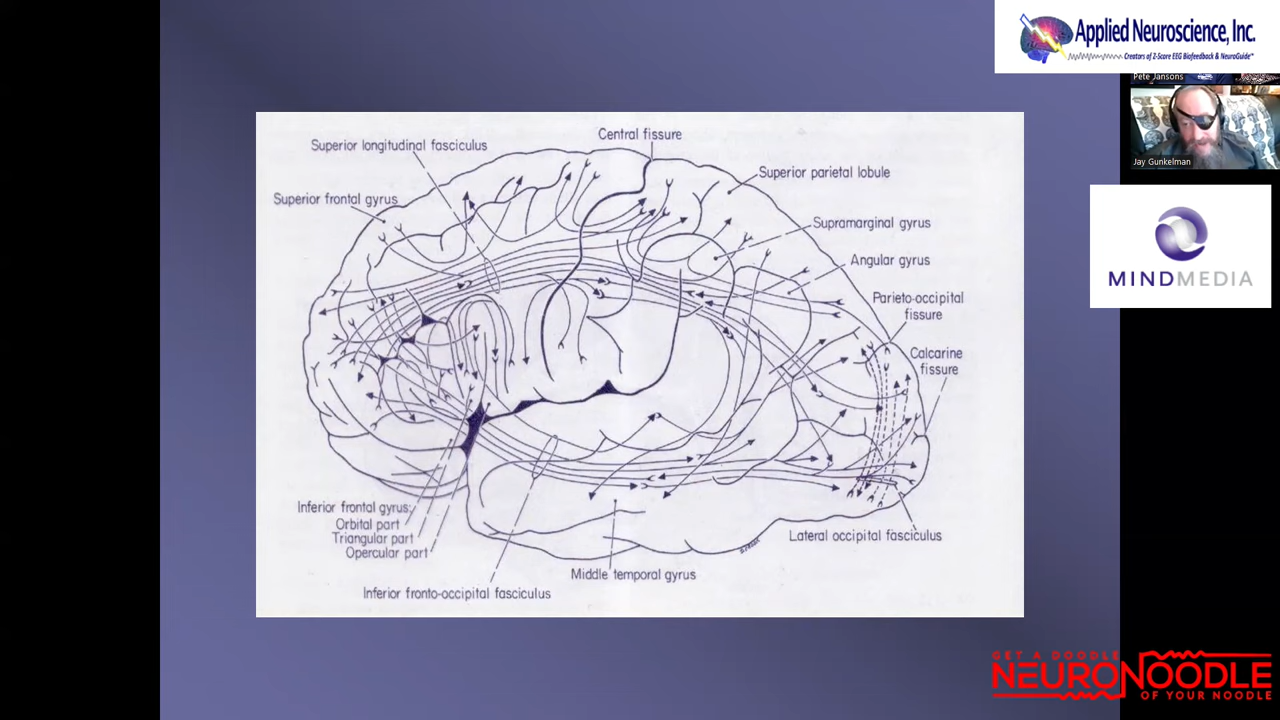 Applied Neuroscience, Inc.
Creators of Z-Score EEG Biofeedback & NeuroGuide™
Pete Jansons
Jay Gunkelman
MINDMEDIA
Central fissure
Superior longitudinal fasciculus
Superior parietal lobule
Superior frontal gyrus
Supramarginal gyrus
Angular gyrus
Parieto-occipital
fissure
Calcarine
fissure
Inferior frontal gyrus:
Orbital part
Triangular part
Opercular part
Lateral occipital fasciculus
Middle temporal gyrus
Inferior fronto-occipital fasciculus
GET A DOODLE
NEURONOODLE
OF YOUR NOODLE